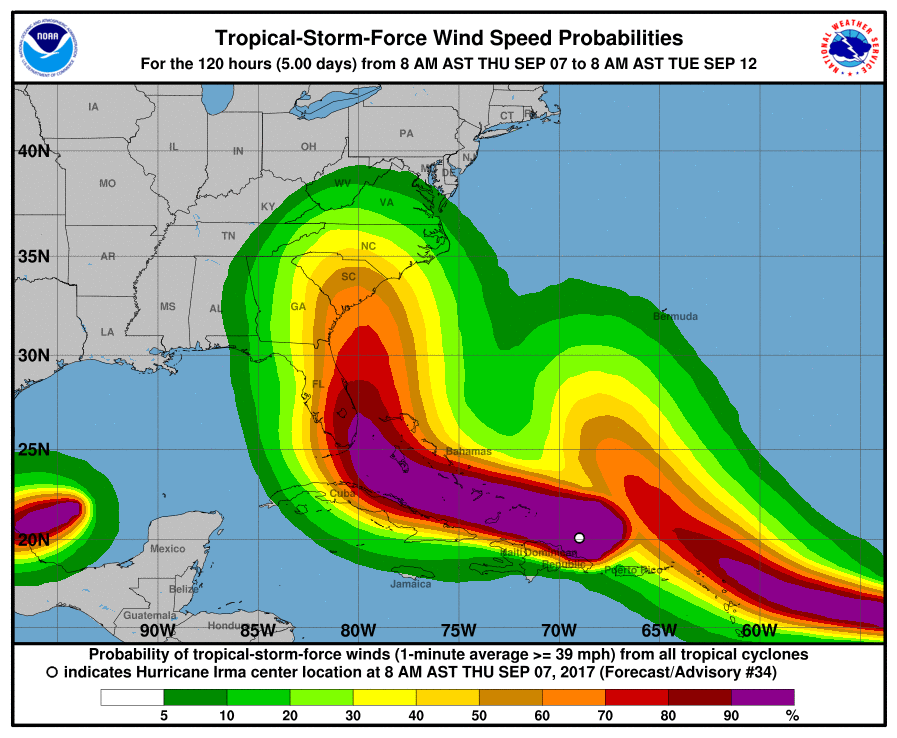 Tropical-Storm-Force Wind Speed Probabilities
For the 120 hours (5.00 days) from 8 AM AST THU SEP 07 to 8 AM AST TUE SEP 12
NOAA
NATIONAL WEATHER SERVICE
IA
IL
IN
OH
PA
CT
NJ
DE
MO
WV
KY
VA
TN
NC
AR
SC
MS
AL
GA
LA
FL
Bermuda
Bahamas
Cuba
Haiti
Dominican
Republic
Puerto Rico
Mexico
Belize
Jamaica
Guatemala
40N
35N
30N
25N
20N
90W 85W 80W 75W 70W 65W 60W
Probability of tropical-storm-force winds (1-minute average >= 39 mph) from all tropical cyclones
indicates Hurricane Irma center location at 8 AM AST THU SEP 07, 2017 (Forecast/Advisory #34)
5 10 20 30 40 50 60 70 80 90 %